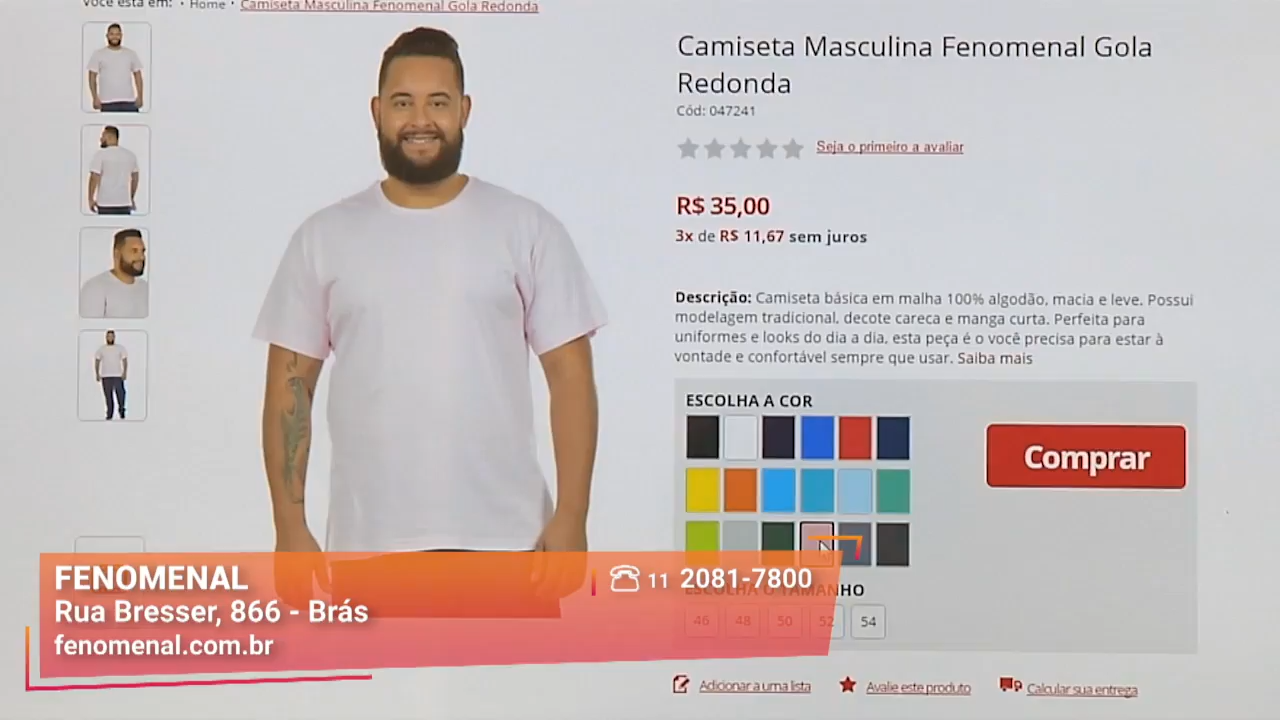 Você está em: • Home • Camiseta Masculina Fenomenal Gola Redonda
Camiseta Masculina Fenomenal Gola
Redonda
Cód: 047241
Seja o primeiro a avaliar
R$ 35,00
3x de R$ 11,67 sem juros
Descrição: Camiseta básica em malha 100% algodão, macia e leve. Possui
modelagem tradicional, decote careca e manga curta. Perfeita para
uniformes e looks do dia a dia, esta peça é o você precisa para estar à
vontade e confortável sempre que usar. Saiba mais
ESCOLHA A COR
Comprar
ESCOLHA O TAMANHO
46 48 50 52 54
Adicionar a uma lista Avalie este produto Calcular sua entrega
FENOMENAL
Rua Bresser, 866 - Brás
fenomenal.com.br
11 2081-7800